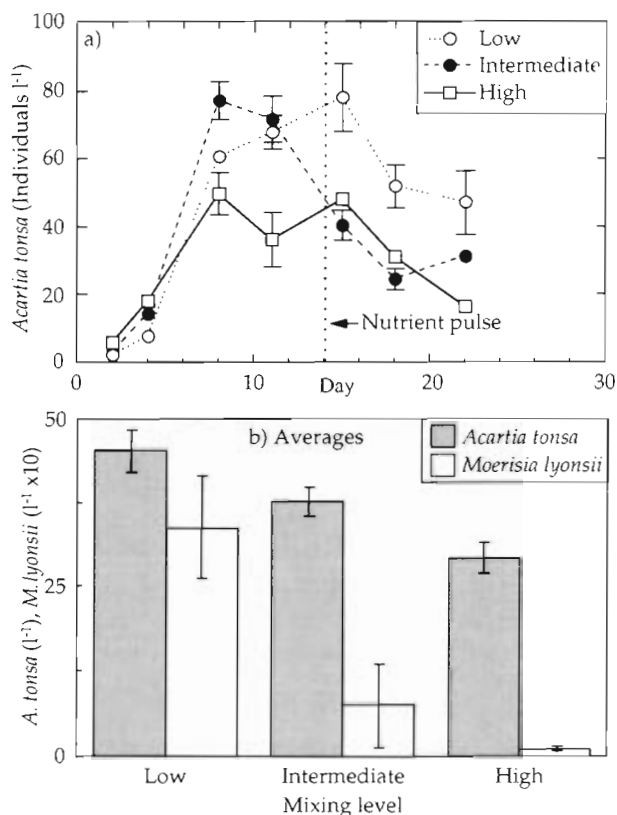 a)
Low
Intermediate
High
100
80
60
40
20
0
Acartia tonsa (Individuals l⁻¹)
Nutrient pulse
0
10
Day
20
30
b) Averages
Acartia tonsa
Moerisia lyonsii
50
25
0
A. tonsa (l⁻¹), M. lyonsii (l⁻¹ x10)
Low
Intermediate
High
Mixing level